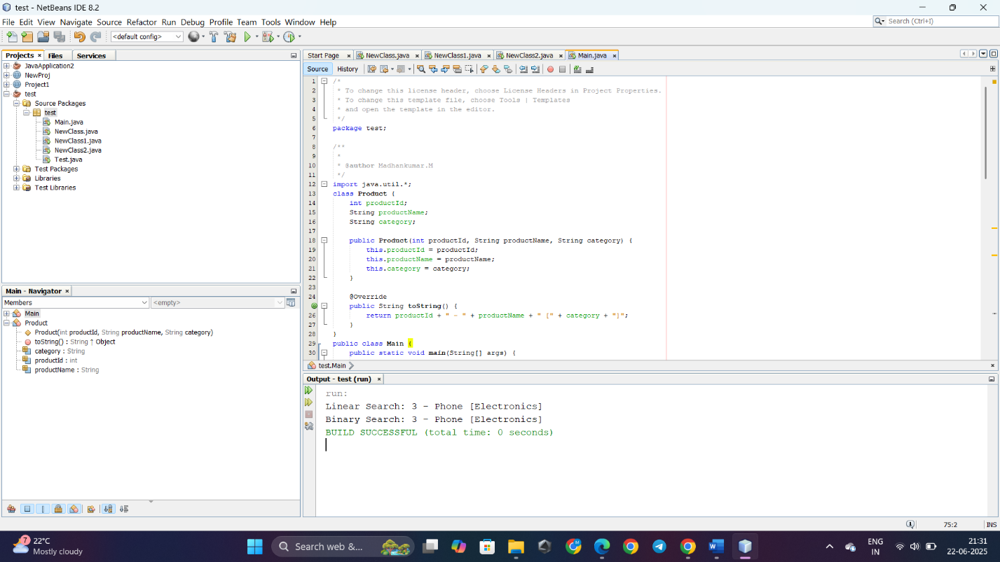 test - NetBeans IDE 8.2
File Edit View Navigate Source Refactor Run Debug Profile Team Tools Window Help
Search (Ctrl+I)
<default config>
Projects Files Services
JavaApplication2
NewProj
Project1
test
Source Packages
test
Main.java
NewClass.java
NewClass1.java
NewClass2.java
Test.java
Test Packages
Libraries
Test Libraries
Main - Navigator
Members <empty>
Main
Product
Product(int productId, String productName, String category)
toString() : String ↑ Object
category : String
productId : int
productName : String
Start Page NewClass.java NewClass1.java NewClass2.java Main.java
Source History
1 /*
2 * To change this license header, choose License Headers in Project Properties.
3 * To change this template file, choose Tools | Templates
4 * and open the template in the editor.
5 */
6 package test;
7
8 /**
9 *
10 * @author Madhankumar.M
11 */
12 import java.util.*;
13 class Product {
14 int productId;
15 String productName;
16 String category;
17
18 public Product(int productId, String productName, String category) {
19 this.productId = productId;
20 this.productName = productName;
21 this.category = category;
22 }
23
24 @Override
public String toString() {
26 return productId + " - " + productName + " [" + category + "]";
27 }
28 }
29 public class Main {
30 public static void main(String[] args) {
test.Main
Output - test (run)
run:
Linear Search: 3 - Phone [Electronics]
Binary Search: 3 - Phone [Electronics]
BUILD SUCCESSFUL (total time: 0 seconds)
1 75:2 INS
7 22°C
Mostly cloudy
Search web &...
ENG
IN
21:31
22-06-2025